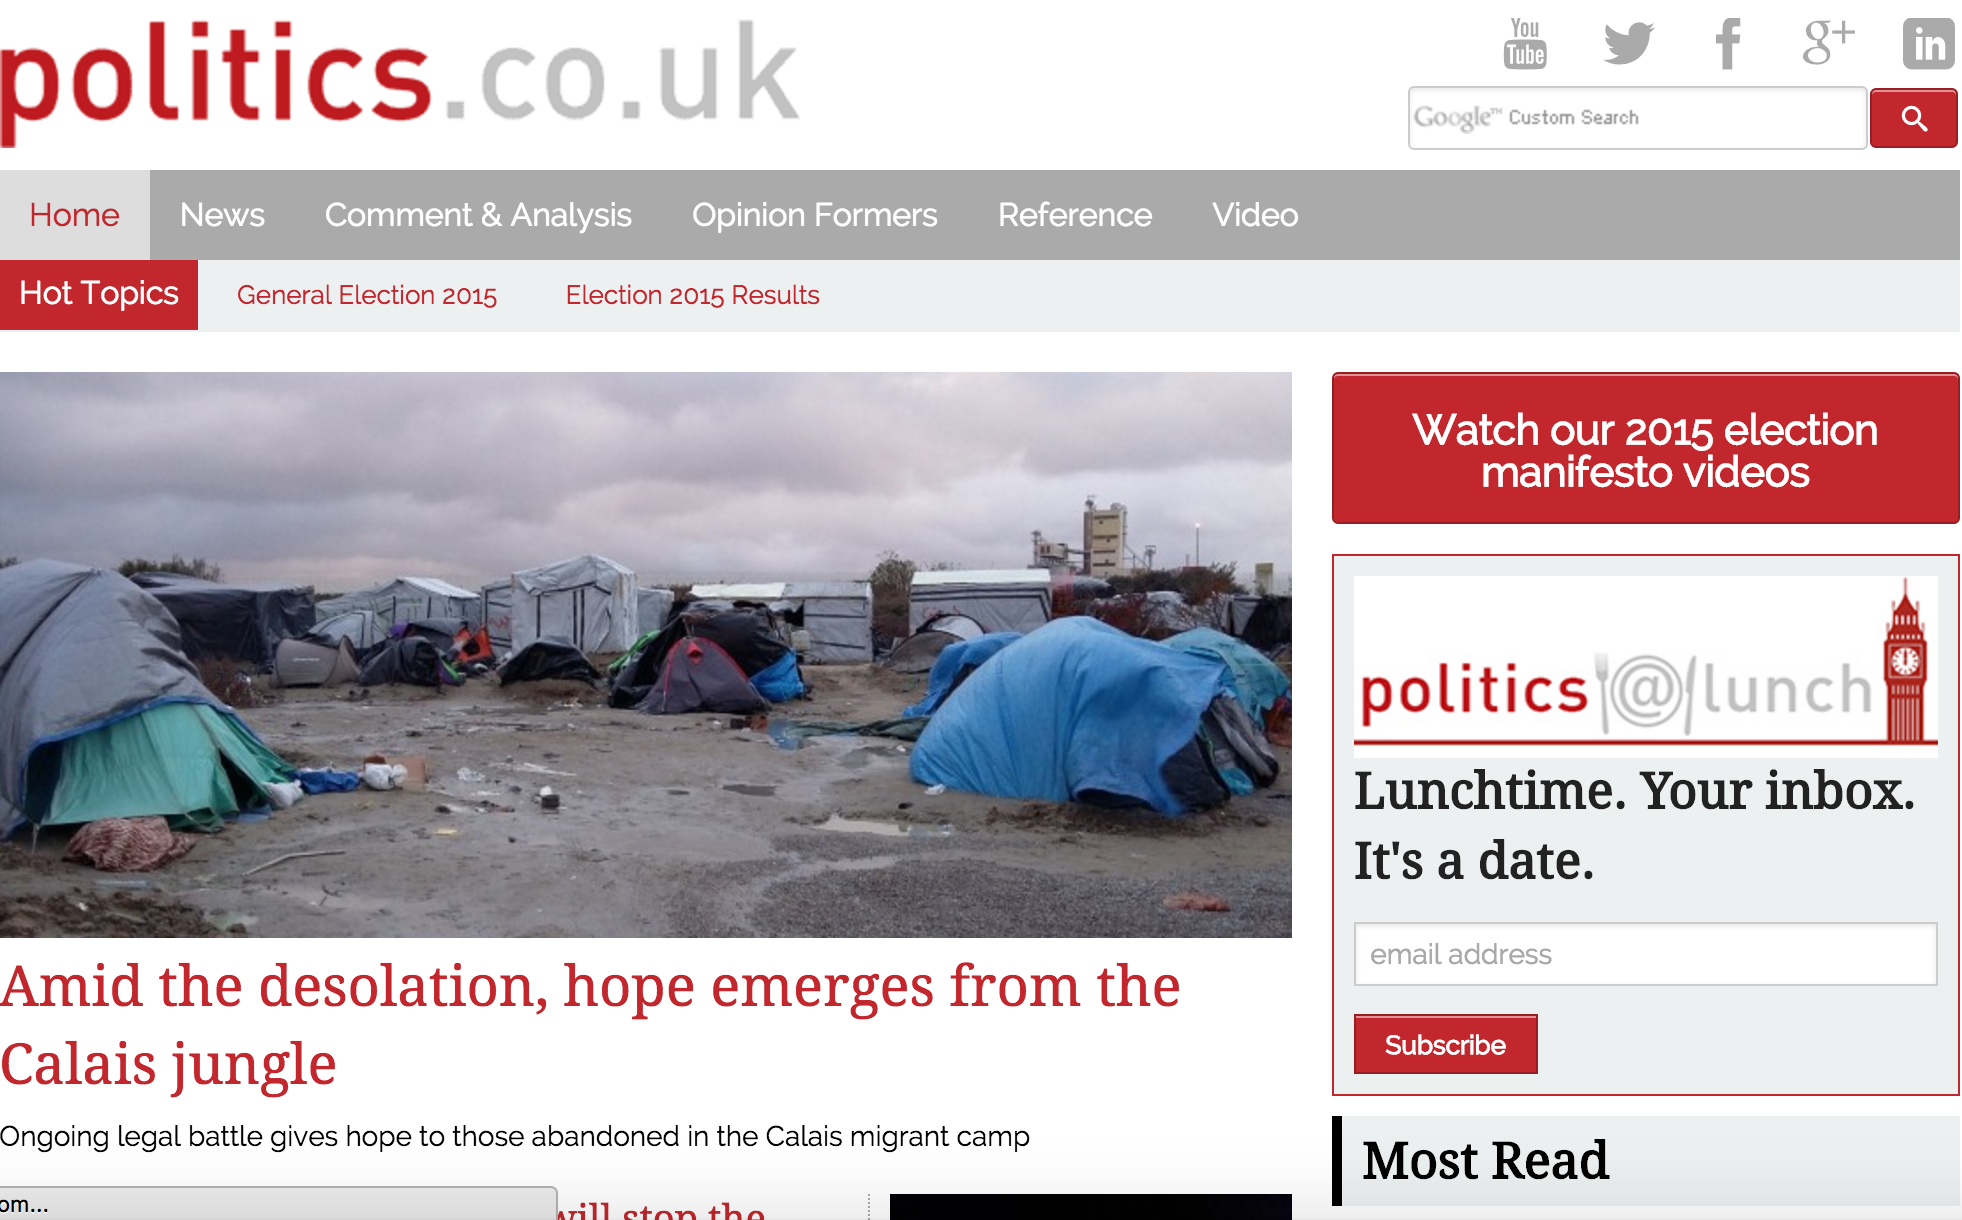 politics.co.uk
You
Tube
g+
in
Google™ Custom Search
Home News Comment & Analysis Opinion Formers Reference Video
Hot Topics General Election 2015 Election 2015 Results
Watch our 2015 election
manifesto videos
politics @ lunch
Lunchtime. Your inbox.
It's a date.
email address
Subscribe
Amid the desolation, hope emerges from the
Calais jungle
Ongoing legal battle gives hope to those abandoned in the Calais migrant camp
Most Read
om...
will stop the